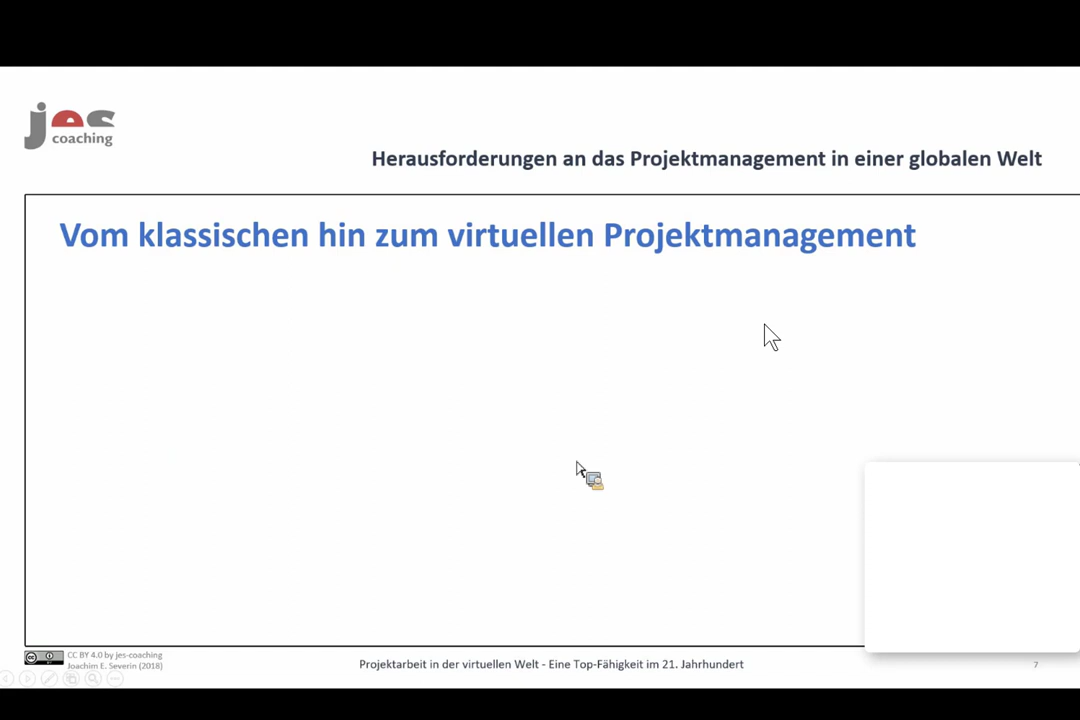 jes
coaching
Herausforderungen an das Projektmanagement in einer globalen Welt
Vom klassischen hin zum virtuellen Projektmanagement
CC BY 4.0 by jes-coaching
Joachim E. Severin (2018)
Projektarbeit in der virtuellen Welt - Eine Top-Fähigkeit im 21. Jahrhundert
7